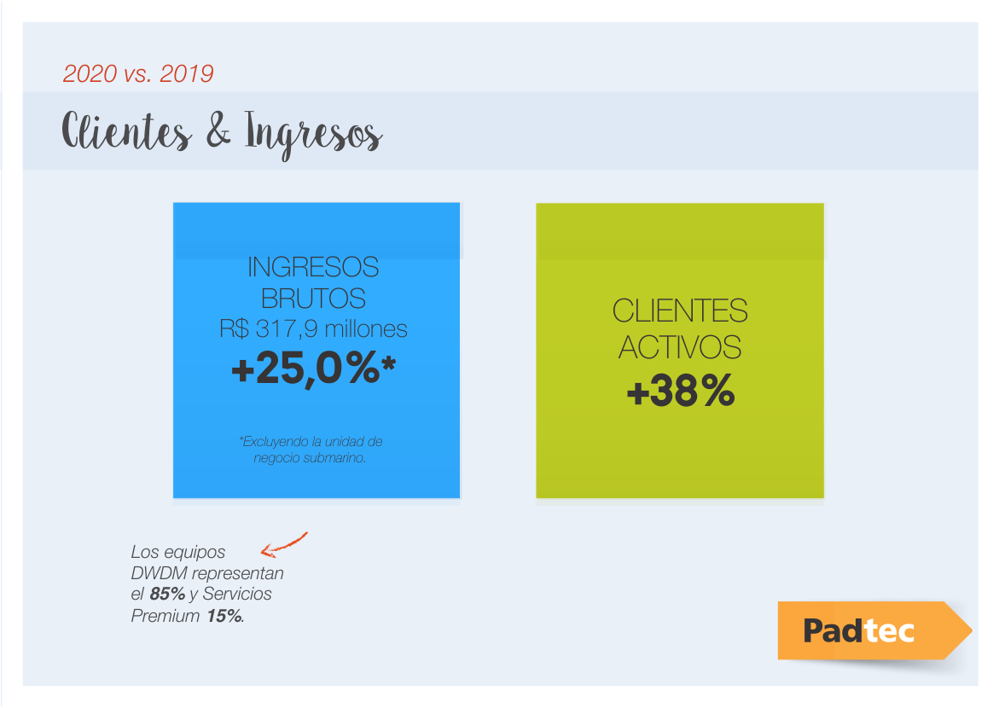 2020 vs. 2019
Clientes & Ingresos
INGRESOS
BRUTOS
R$ 317,9 millones
+25,0%*
*Excluyendo la unidad de
negocio submarino.
CLIENTES
ACTIVOS
+38%
Los equipos
DWDM representan
el 85% y Servicios
Premium 15%.
Padtec